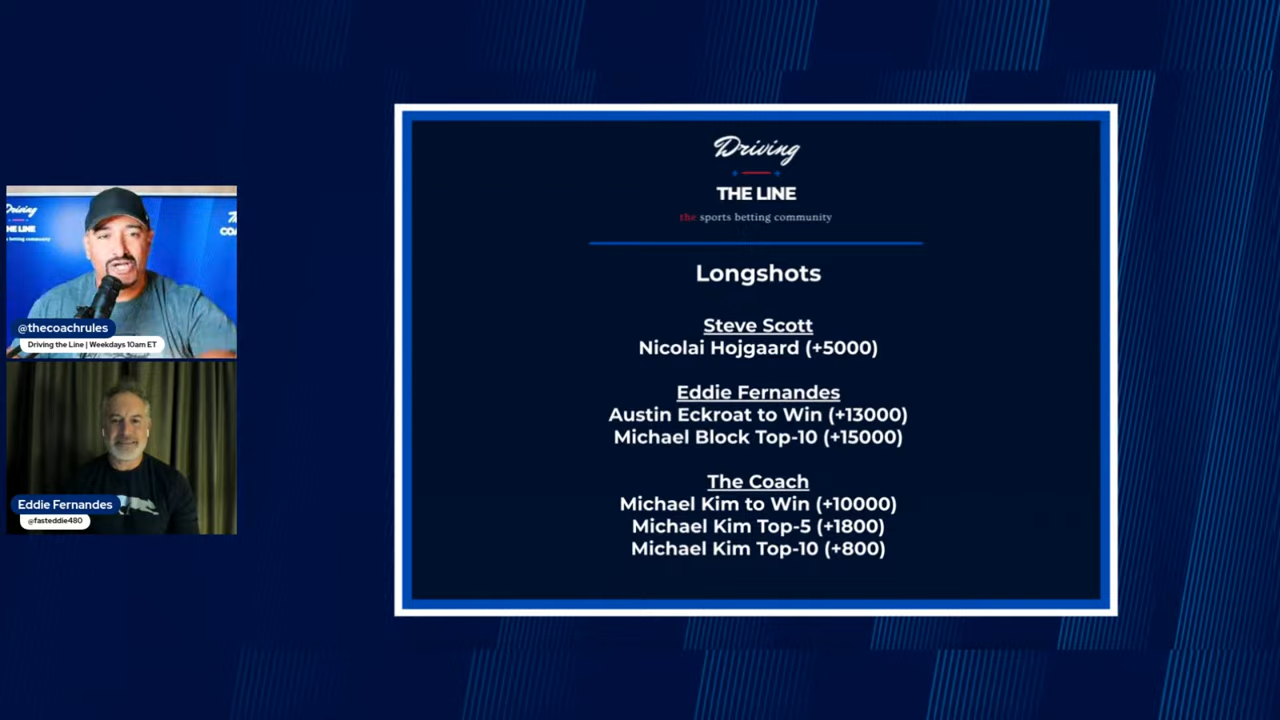 Driving
THE LINE
the sports betting community
Longshots
Steve Scott
Nicolai Hojgaard (+5000)
Eddie Fernandes
Austin Eckroat to Win (+13000)
Michael Block Top-10 (+15000)
The Coach
Michael Kim to Win (+10000)
Michael Kim Top-5 (+1800)
Michael Kim Top-10 (+800)
Driving
THE LINE
betting community
@thecoachrules
Driving the Line | Weekdays 10am ET
Eddie Fernandes
@fasteddie480